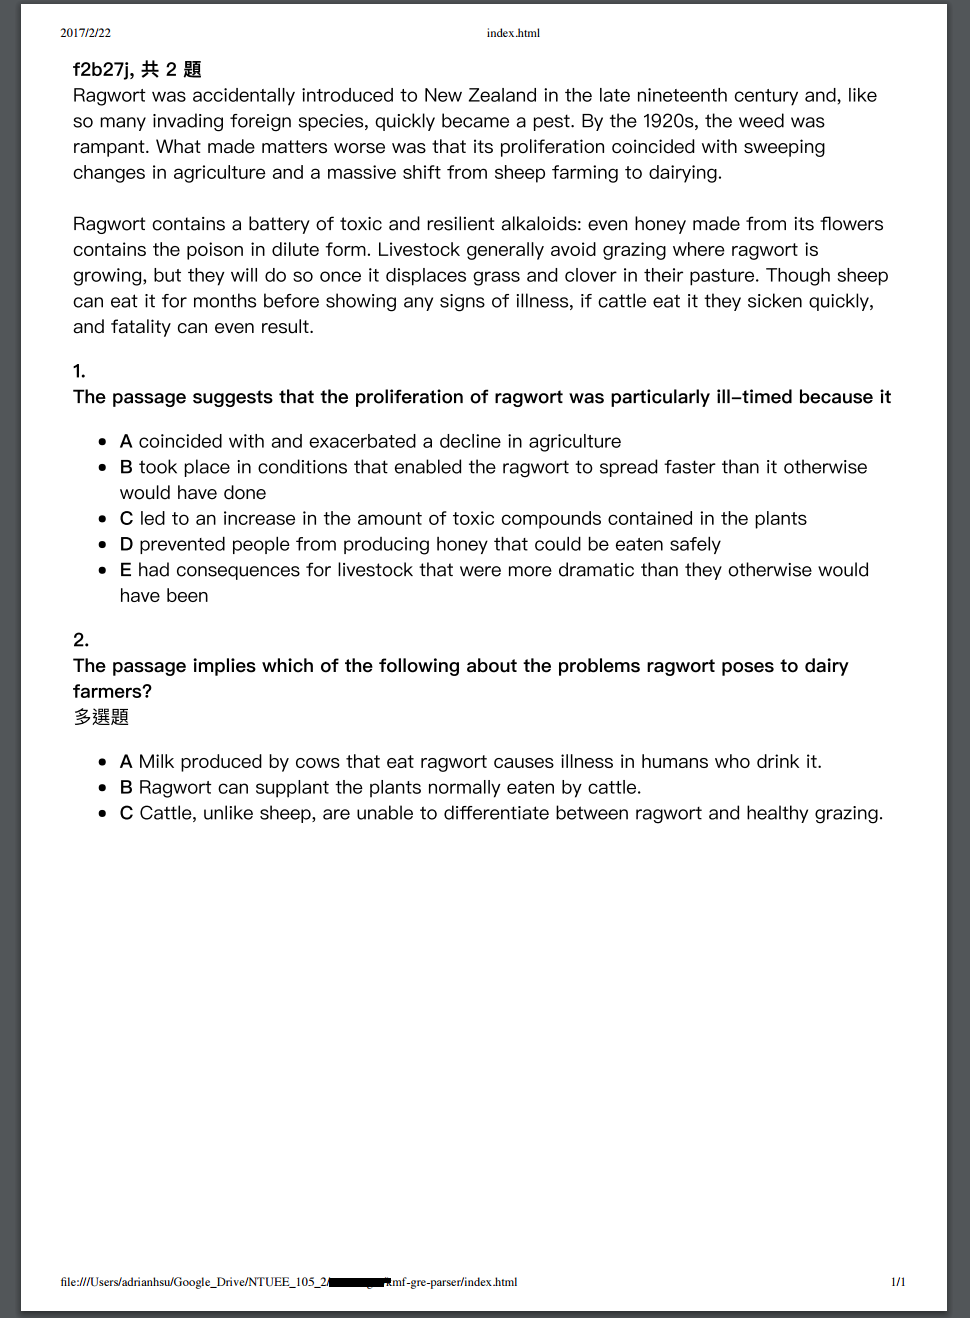 2017/2/22 index.html
f2b27j, 共 2 題
Ragwort was accidentally introduced to New Zealand in the late nineteenth century and, like
so many invading foreign species, quickly became a pest. By the 1920s, the weed was
rampant. What made matters worse was that its proliferation coincided with sweeping
changes in agriculture and a massive shift from sheep farming to dairying.
Ragwort contains a battery of toxic and resilient alkaloids: even honey made from its flowers
contains the poison in dilute form. Livestock generally avoid grazing where ragwort is
growing, but they will do so once it displaces grass and clover in their pasture. Though sheep
can eat it for months before showing any signs of illness, if cattle eat it they sicken quickly,
and fatality can even result.
1.
The passage suggests that the proliferation of ragwort was particularly ill-timed because it
• A coincided with and exacerbated a decline in agriculture
• B took place in conditions that enabled the ragwort to spread faster than it otherwise
would have done
• C led to an increase in the amount of toxic compounds contained in the plants
• D prevented people from producing honey that could be eaten safely
• E had consequences for livestock that were more dramatic than they otherwise would
have been
2.
The passage implies which of the following about the problems ragwort poses to dairy
farmers?
多選題
• A Milk produced by cows that eat ragwort causes illness in humans who drink it.
• B Ragwort can supplant the plants normally eaten by cattle.
• C Cattle, unlike sheep, are unable to differentiate between ragwort and healthy grazing.
file:///Users/adrianhsu/Google_Drive/NTUEE_105_2/ mf-gre-parser/index.html 1/1